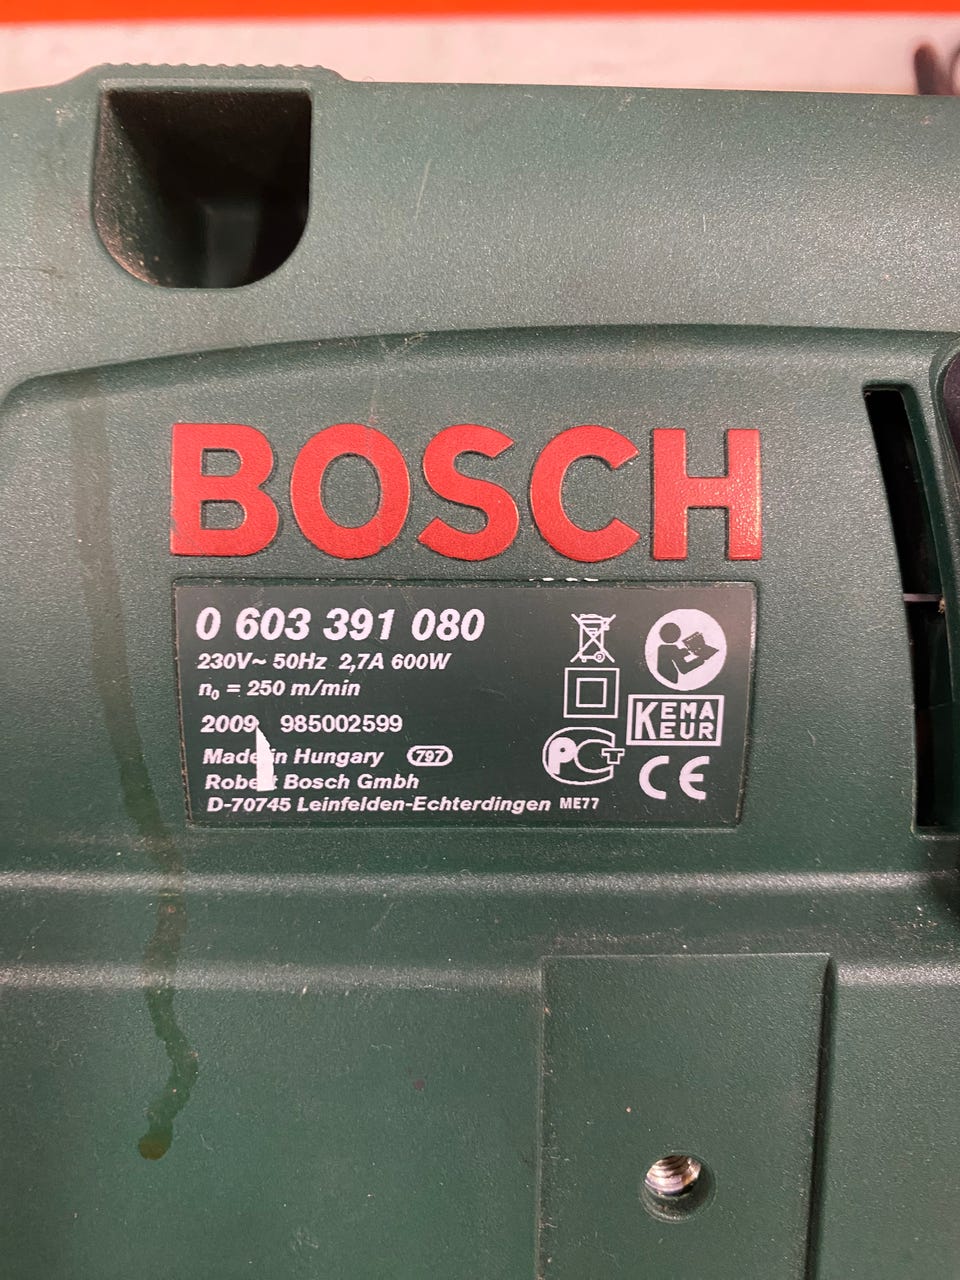 BOSCH
0 603 391 080
230V~ 50Hz 2,7A 600W
n₀ = 250 m/min
2009 985002599
Made in Hungary 797
Robert Bosch Gmbh
D-70745 Leinfelden-Echterdingen ME77
KEMA
KEUR
PCT
CE